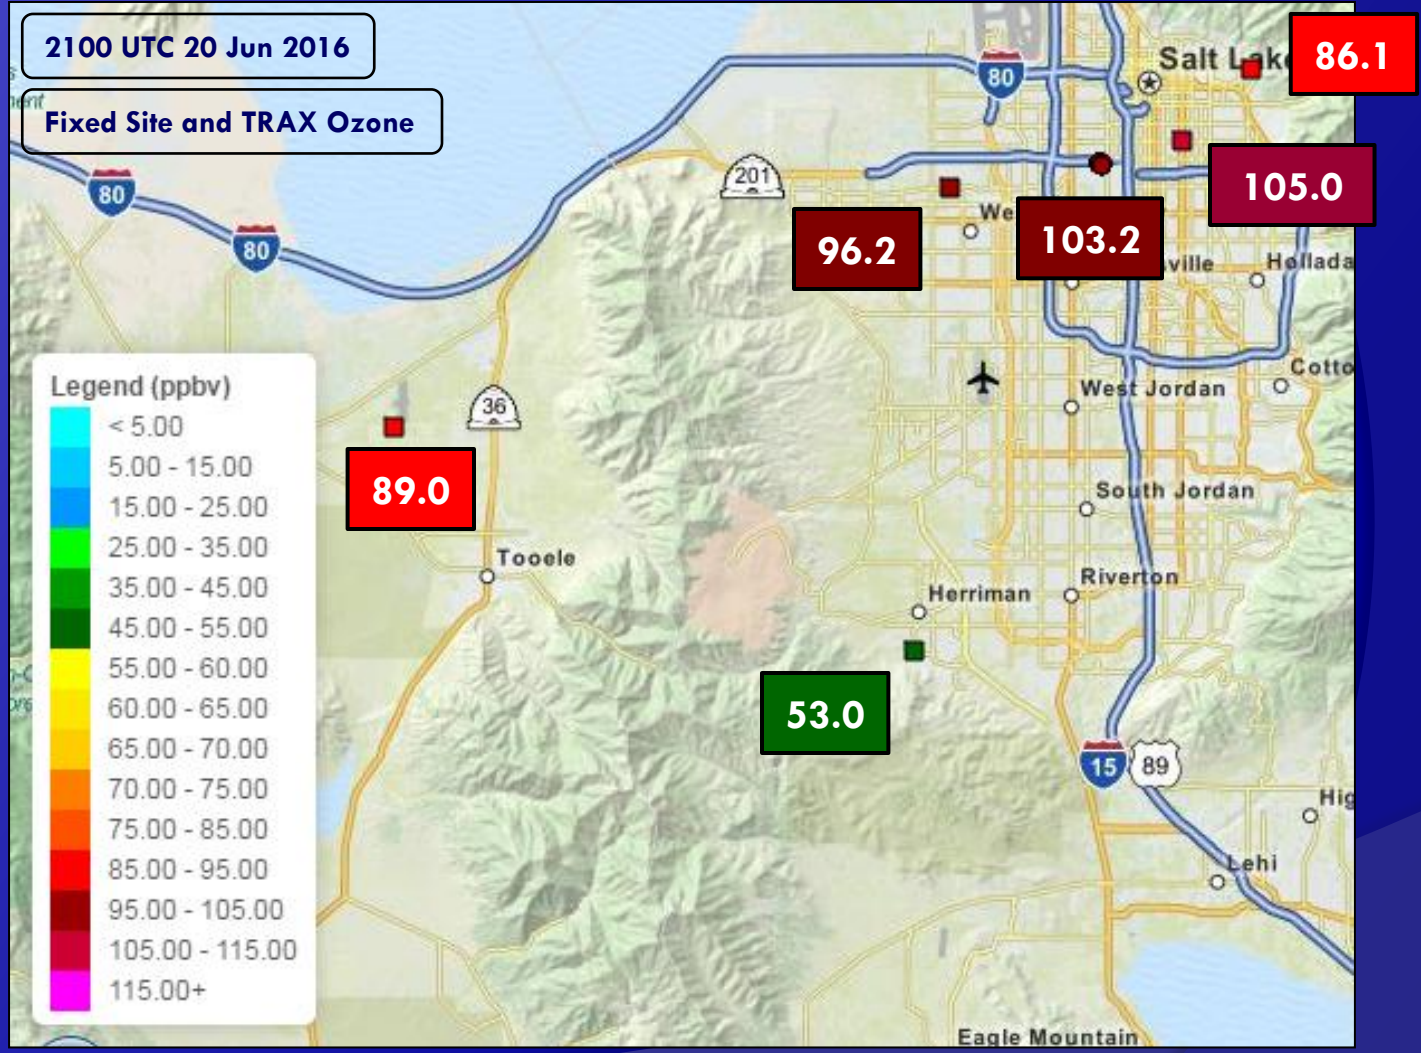 2100 UTC 20 Jun 2016
Fixed Site and TRAX Ozone
Salt Lake
86.1
80
80
80
201
105.0
We
96.2
103.2
ville
Hollada
Cotto
West Jordan
36
89.0
South Jordan
Tooele
Riverton
Herriman
53.0
15
89
Hig
Lehi
Eagle Mountain
Legend (ppbv)
< 5.00
5.00 - 15.00
15.00 - 25.00
25.00 - 35.00
35.00 - 45.00
45.00 - 55.00
55.00 - 60.00
60.00 - 65.00
65.00 - 70.00
70.00 - 75.00
75.00 - 85.00
85.00 - 95.00
95.00 - 105.00
105.00 - 115.00
115.00+